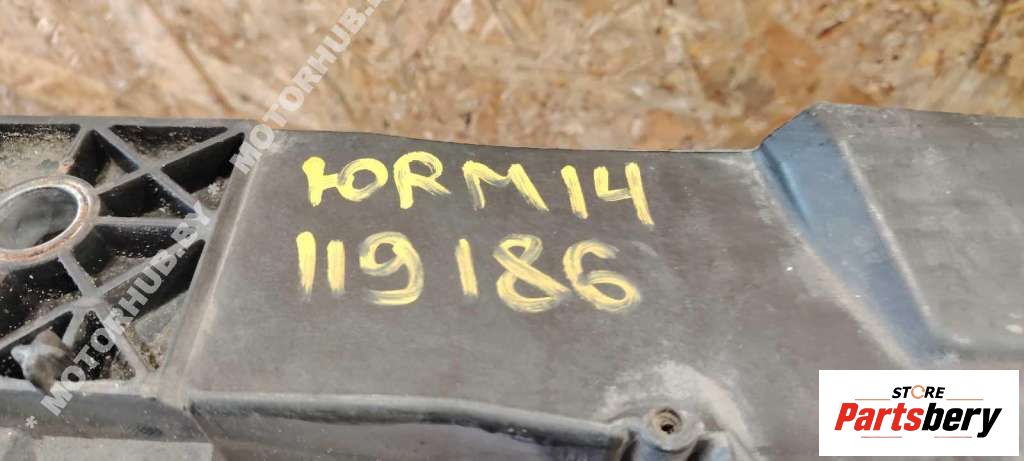 ЮRM14
119186
* MOTORHUB.BY
MOTORHUB.BY
STORE
Partsbery